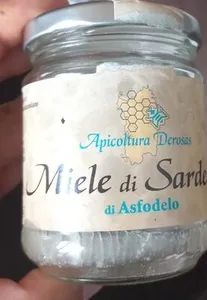 Apicoltura Derosas
Miele di Sarde
di Asfodelo